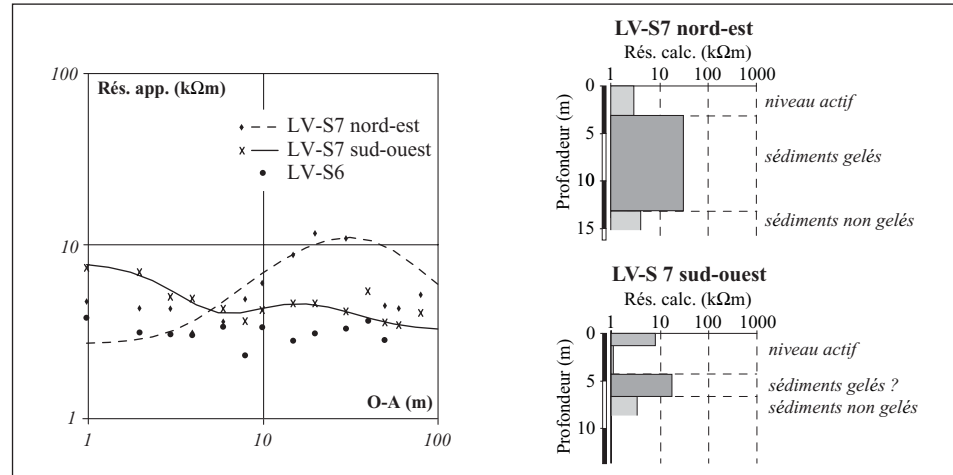 100
Rés. app. (kΩm)
LV-S7 nord-est
LV-S7 sud-ouest
LV-S6
10
O-A (m)
1
1
10
100
LV-S7 nord-est
Rés. calc. (kΩm)
1 10 100 1000
Profondeur (m)
0
5
10
15
niveau actif
sédiments gelés
sédiments non gelés
LV-S 7 sud-ouest
Rés. calc. (kΩm)
1 10 100 1000
Profondeur (m)
0
5
10
niveau actif
sédiments gelés ?
sédiments non gelés